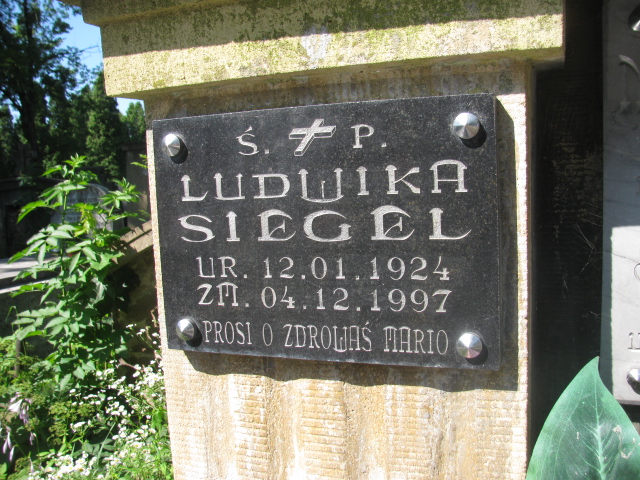 Ś. P.
LUDWIKA
SIEGEL
UR. 12.01.1924
ZM. 04.12.1997
PROSI O ZDROWAŚ MARIO